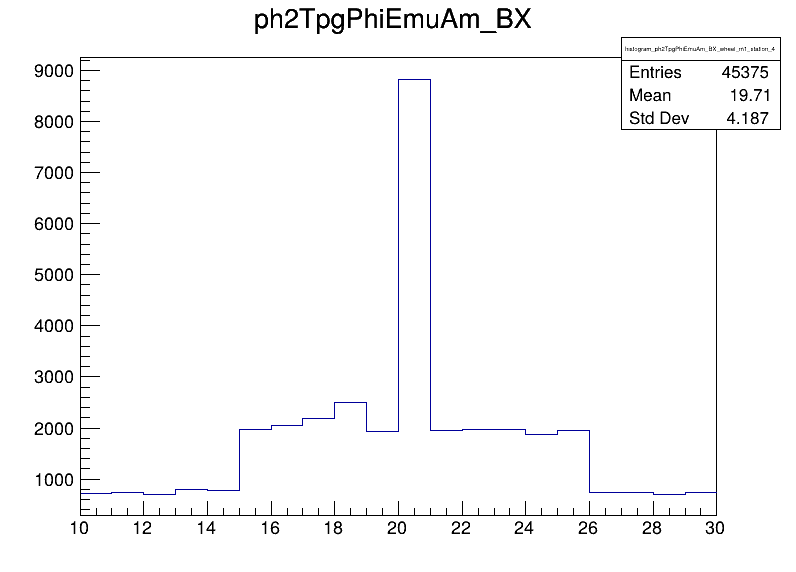 ph2TpgPhiEmuAm_BX
histogram_ph2TpgPhiEmuAm_BX_wheel_m1_station_4
Entries 45375
Mean 19.71
Std Dev 4.187
9000
8000
7000
6000
5000
4000
3000
2000
1000
10 12 14 16 18 20 22 24 26 28 30